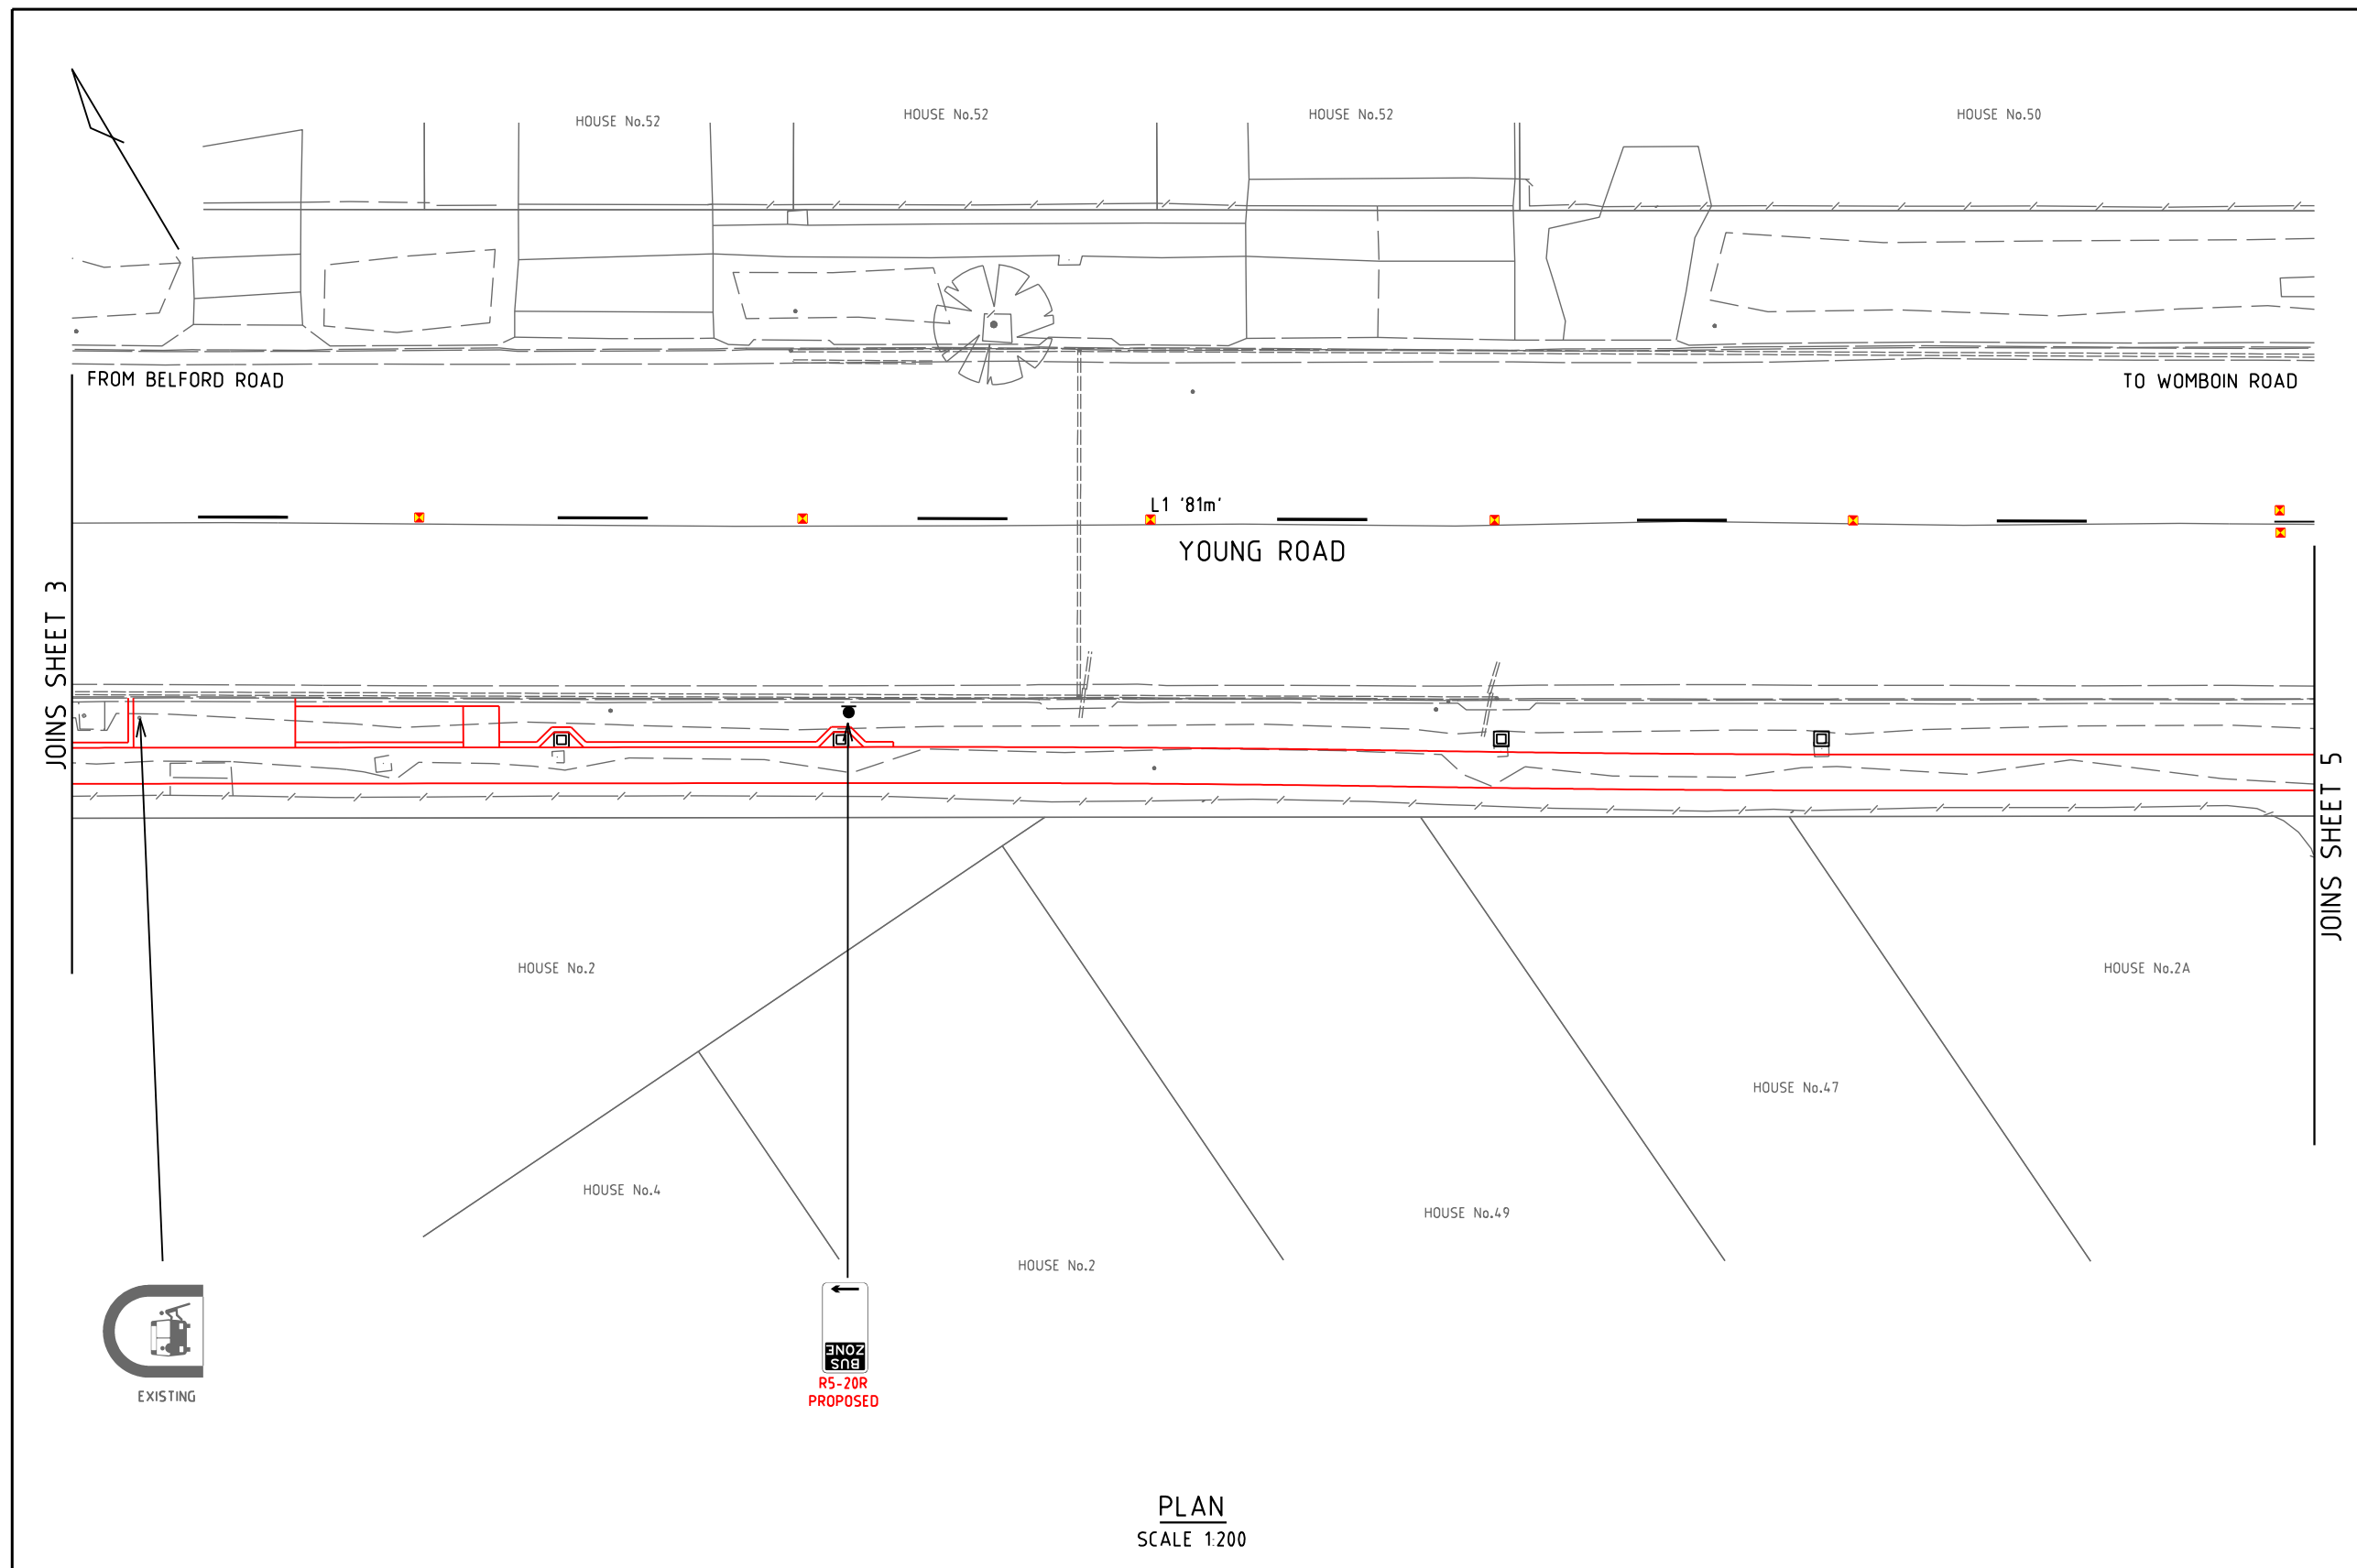 HOUSE No.52
HOUSE No.52
HOUSE No.52
HOUSE No.50
FROM BELFORD ROAD
TO WOMBOIN ROAD
L1 '81m'
YOUNG ROAD
JOINS SHEET 3
JOINS SHEET 5
HOUSE No.2
HOUSE No.2A
HOUSE No.47
HOUSE No.4
HOUSE No.49
HOUSE No.2
BUS
ZONE
R5-20R
PROPOSED
EXISTING
PLAN
SCALE 1:200